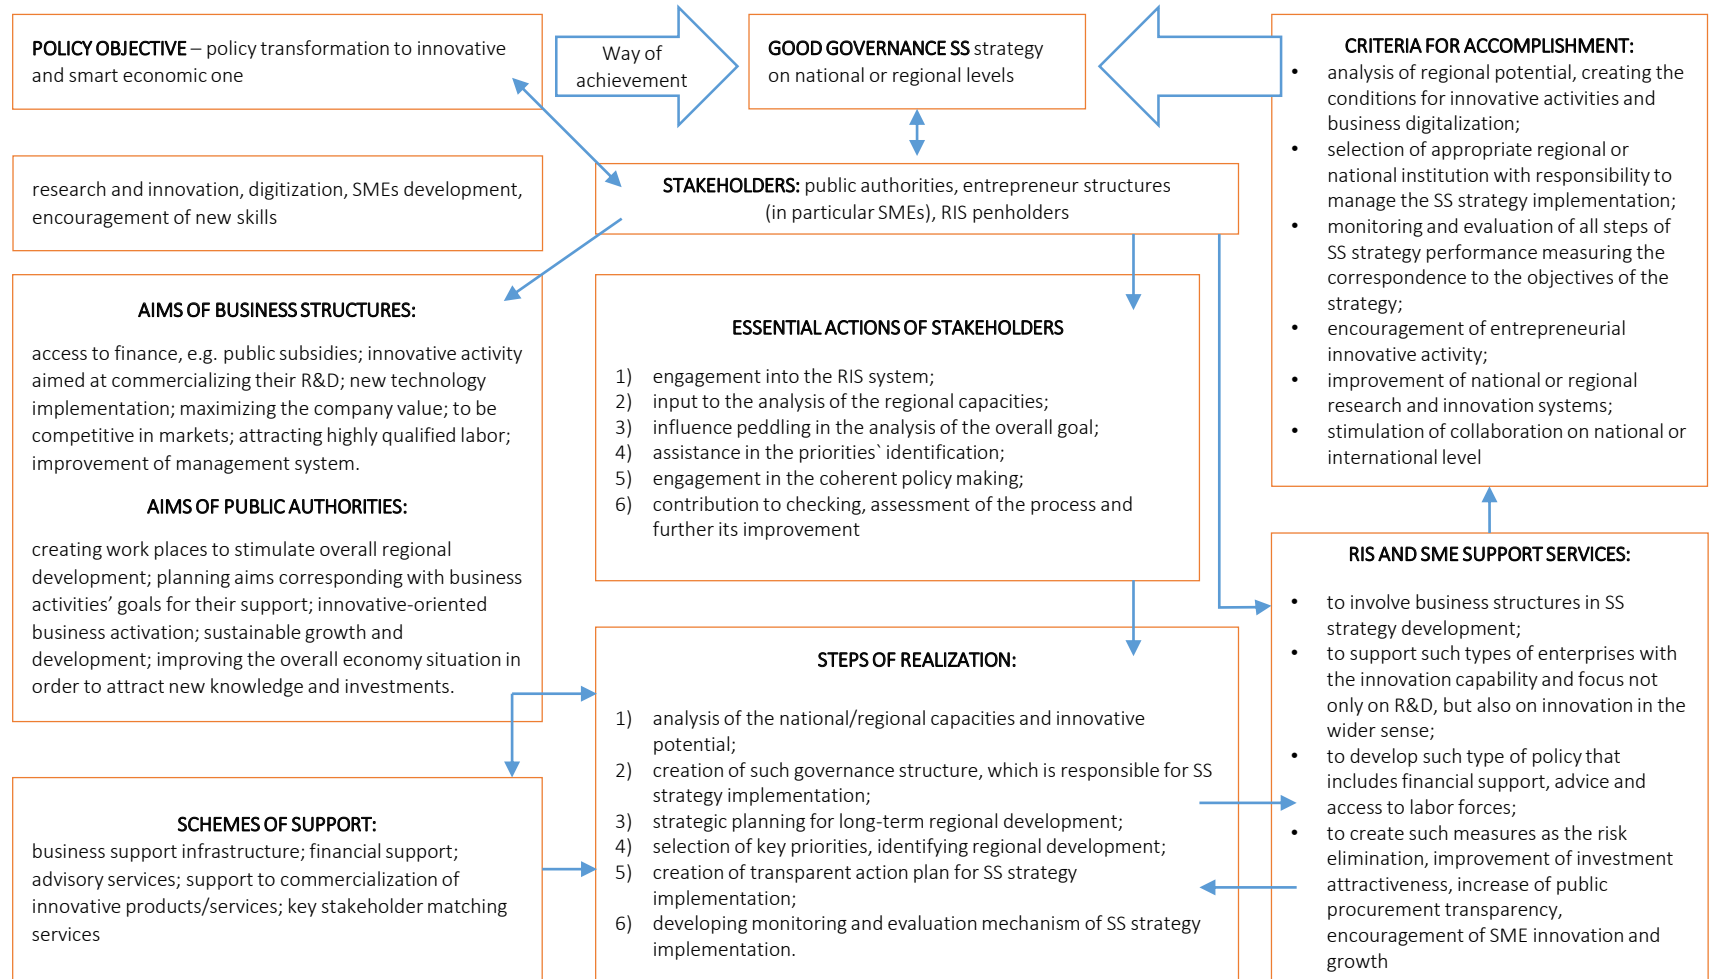 POLICY OBJECTIVE – policy transformation to innovative
and smart economic one
Way of
achievement
GOOD GOVERNANCE SS strategy
on national or regional levels
CRITERIA FOR ACCOMPLISHMENT:
• analysis of regional potential, creating the
conditions for innovative activities and
business digitalization;
• selection of appropriate regional or
national institution with responsibility to
manage the SS strategy implementation;
• monitoring and evaluation of all steps of
SS strategy performance measuring the
correspondence to the objectives of the
strategy;
• encouragement of entrepreneurial
innovative activity;
• improvement of national or regional
research and innovation systems;
• stimulation of collaboration on national or
international level
research and innovation, digitization, SMEs development,
encouragement of new skills
STAKEHOLDERS: public authorities, entrepreneur structures
(in particular SMEs), RIS penholders
AIMS OF BUSINESS STRUCTURES:
access to finance, e.g. public subsidies; innovative activity
aimed at commercializing their R&D; new technology
implementation; maximizing the company value; to be
competitive in markets; attracting highly qualified labor;
improvement of management system.
AIMS OF PUBLIC AUTHORITIES:
creating work places to stimulate overall regional
development; planning aims corresponding with business
activities’ goals for their support; innovative-oriented
business activation; sustainable growth and
development; improving the overall economy situation in
order to attract new knowledge and investments.
ESSENTIAL ACTIONS OF STAKEHOLDERS
1) engagement into the RIS system;
2) input to the analysis of the regional capacities;
3) influence peddling in the analysis of the overall goal;
4) assistance in the priorities` identification;
5) engagement in the coherent policy making;
6) contribution to checking, assessment of the process and
further its improvement
RIS AND SME SUPPORT SERVICES:
• to involve business structures in SS
strategy development;
• to support such types of enterprises with
the innovation capability and focus not
only on R&D, but also on innovation in the
wider sense;
• to develop such type of policy that
includes financial support, advice and
access to labor forces;
• to create such measures as the risk
elimination, improvement of investment
attractiveness, increase of public
procurement transparency,
encouragement of SME innovation and
growth
STEPS OF REALIZATION:
1) analysis of the national/regional capacities and innovative
potential;
2) creation of such governance structure, which is responsible for SS
strategy implementation;
3) strategic planning for long-term regional development;
4) selection of key priorities, identifying regional development;
5) creation of transparent action plan for SS strategy
implementation;
6) developing monitoring and evaluation mechanism of SS strategy
implementation.
SCHEMES OF SUPPORT:
business support infrastructure; financial support;
advisory services; support to commercialization of
innovative products/services; key stakeholder matching
services